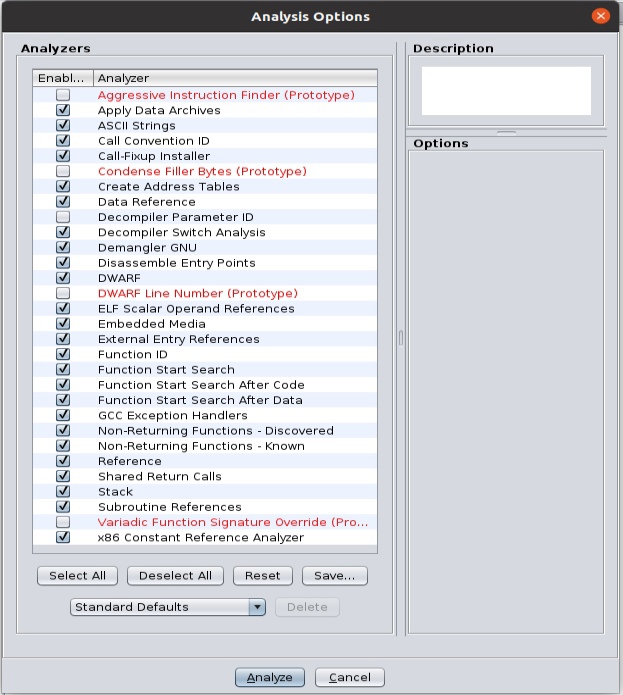 Analysis Options
Analyzers
Enabl... Analyzer
Aggressive Instruction Finder (Prototype)
Apply Data Archives
ASCII Strings
Call Convention ID
Call-Fixup Installer
Condense Filler Bytes (Prototype)
Create Address Tables
Data Reference
Decompiler Parameter ID
Decompiler Switch Analysis
Demangler GNU
Disassemble Entry Points
DWARF
DWARF Line Number (Prototype)
ELF Scalar Operand References
Embedded Media
External Entry References
Function ID
Function Start Search
Function Start Search After Code
Function Start Search After Data
GCC Exception Handlers
Non-Returning Functions - Discovered
Non-Returning Functions - Known
Reference
Shared Return Calls
Stack
Subroutine References
Variadic Function Signature Override (Pro...
x86 Constant Reference Analyzer
Select All Deselect All Reset Save...
Standard Defaults Delete
Description
Options
Analyze Cancel